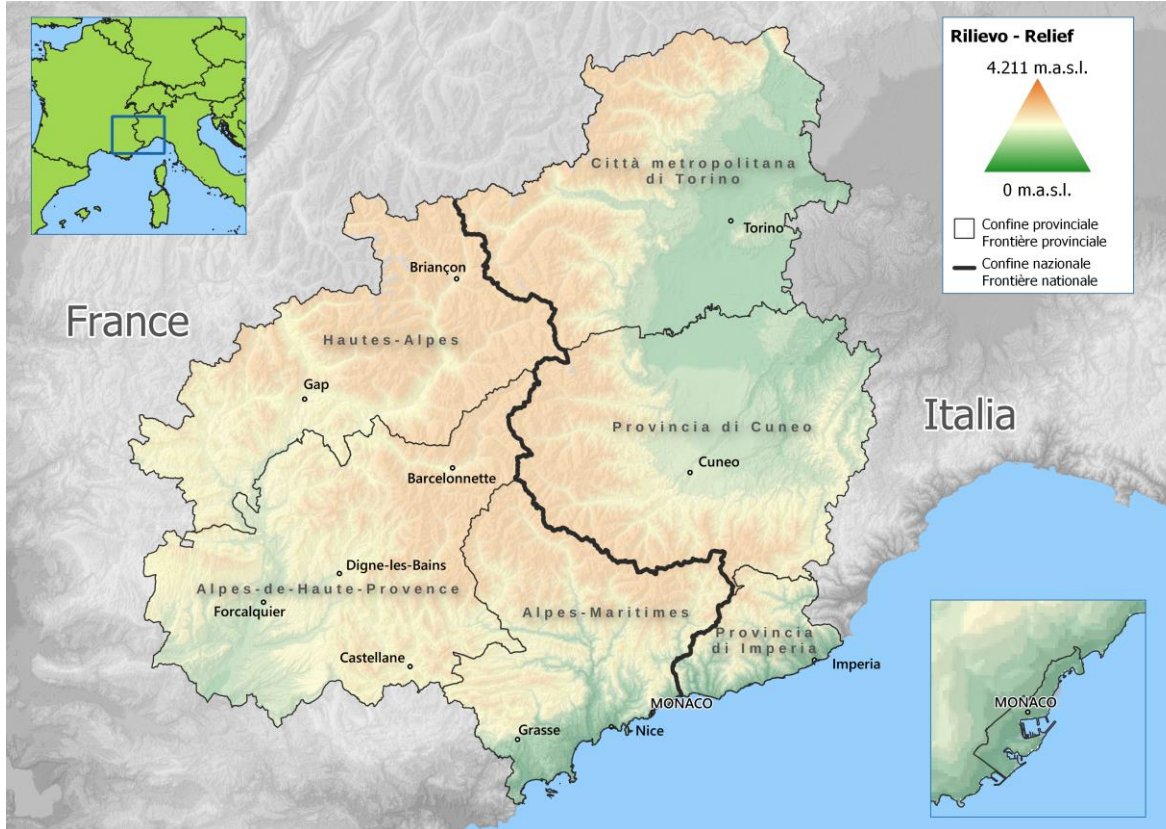 Rilievo - Relief
4.211 m.a.s.l.
0 m.a.s.l.
Confine provinciale
Frontière provinciale
Confine nazionale
Frontière nationale
Città metropolitana
di Torino
Torino
Briançon
France
Hautes-Alpes
Gap
Italia
Provincia di Cuneo
Cuneo
Barcelonnette
Digne-les-Bains
Alpes-de-Haute-Provence
Forcalquier
Alpes-Maritimes
Provincia
di Imperia
Imperia
Castellane
MONACO
Grasse
Nice
MONACO